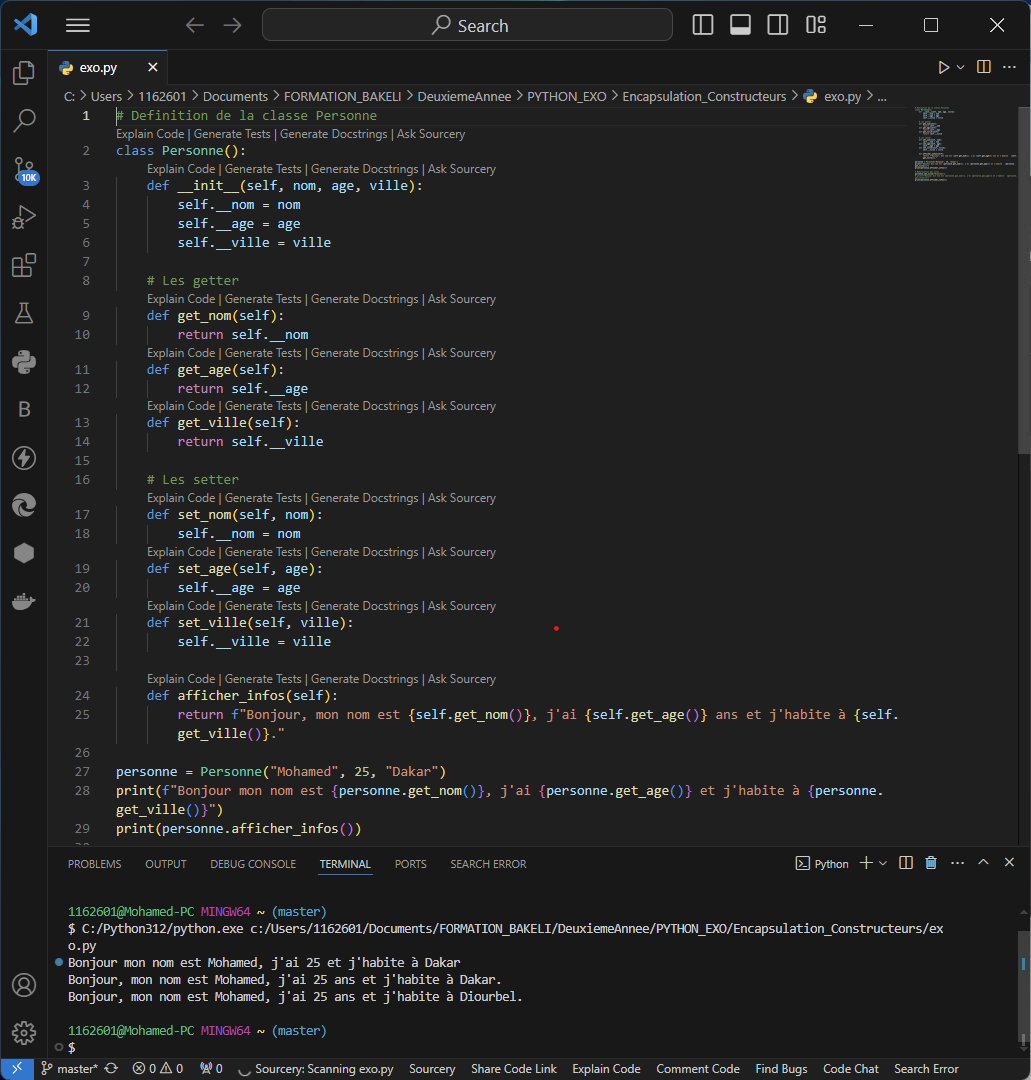 Search
exo.py
C: > Users > 1162601 > Documents > FORMATION_BAKELI > DeuxiemeAnnee > PYTHON_EXO > Encapsulation_Constructeurs > exo.py > ...
1 # Definition de la classe Personne
Explain Code | Generate Tests | Generate Docstrings | Ask Sourcery
2 class Personne():
Explain Code | Generate Tests | Generate Docstrings | Ask Sourcery
3 def __init__(self, nom, age, ville):
4 self.__nom = nom
5 self.__age = age
6 self.__ville = ville
7
8 # Les getter
Explain Code | Generate Tests | Generate Docstrings | Ask Sourcery
9 def get_nom(self):
10 return self.__nom
Explain Code | Generate Tests | Generate Docstrings | Ask Sourcery
11 def get_age(self):
12 return self.__age
Explain Code | Generate Tests | Generate Docstrings | Ask Sourcery
13 def get_ville(self):
14 return self.__ville
15
16 # Les setter
Explain Code | Generate Tests | Generate Docstrings | Ask Sourcery
17 def set_nom(self, nom):
18 self.__nom = nom
Explain Code | Generate Tests | Generate Docstrings | Ask Sourcery
19 def set_age(self, age):
20 self.__age = age
Explain Code | Generate Tests | Generate Docstrings | Ask Sourcery
21 def set_ville(self, ville):
22 self.__ville = ville
23
Explain Code | Generate Tests | Generate Docstrings | Ask Sourcery
24 def afficher_infos(self):
25 return f"Bonjour, mon nom est {self.get_nom()}, j'ai {self.get_age()} ans et j'habite à {self.
get_ville()}."
26
27 personne = Personne("Mohamed", 25, "Dakar")
28 print(f"Bonjour mon nom est {personne.get_nom()}, j'ai {personne.get_age()} et j'habite à {personne.
get_ville()}")
29 print(personne.afficher_infos())
10K
B
PROBLEMS OUTPUT DEBUG CONSOLE TERMINAL PORTS SEARCH ERROR Python
1162601@Mohamed-PC MINGW64 ~ (master)
$ C:/Python312/python.exe c:/Users/1162601/Documents/FORMATION_BAKELI/DeuxiemeAnnee/PYTHON_EXO/Encapsulation_Constructeurs/ex
o.py
Bonjour mon nom est Mohamed, j'ai 25 et j'habite à Dakar
Bonjour, mon nom est Mohamed, j'ai 25 ans et j'habite à Dakar.
Bonjour, mon nom est Mohamed, j'ai 25 ans et j'habite à Diourbel.
1162601@Mohamed-PC MINGW64 ~ (master)
$
master* 0 0 0 Sourcery: Scanning exo.py Sourcery Share Code Link Explain Code Comment Code Find Bugs Code Chat Search Error